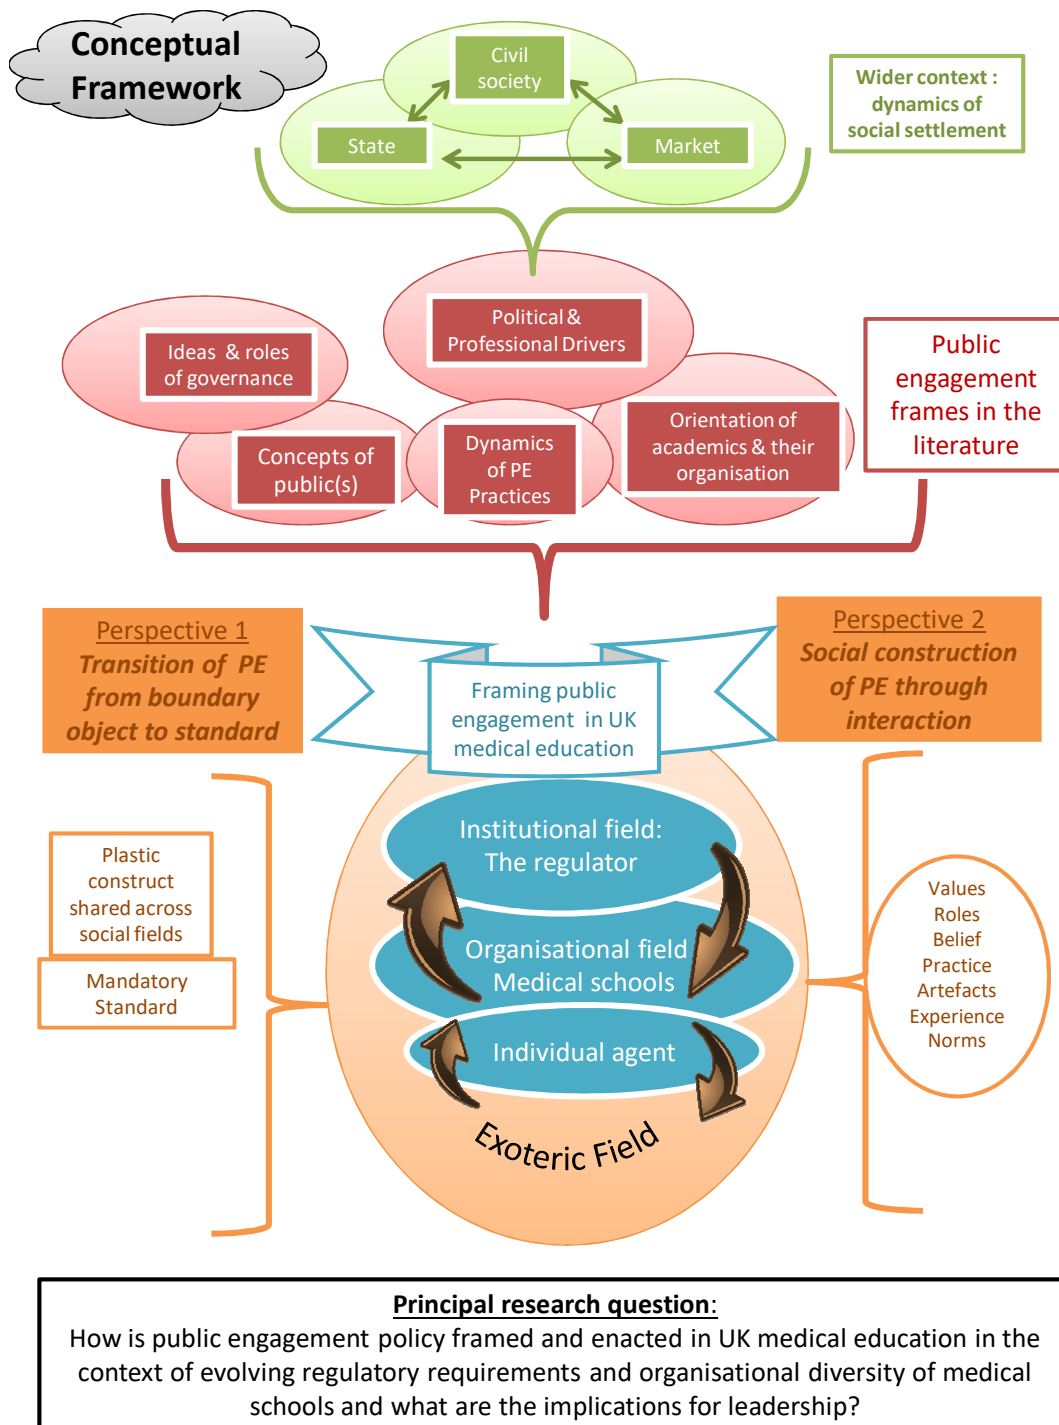 Conceptual
Framework
Civil
society
State
Market
Wider context :
dynamics of
social settlement
Political &
Professional Drivers
Ideas & roles
of governance
Concepts of
public(s)
Dynamics
of PE
Practices
Orientation of
academics & their
organisation
Public
engagement
frames in the
literature
Perspective 1
Transition of PE
from boundary
object to standard
Framing public
engagement in UK
medical education
Perspective 2
Social construction
of PE through
interaction
Plastic
construct
shared across
social fields
Mandatory
Standard
Institutional field:
The regulator
Organisational field
Medical schools
Individual agent
Exoteric Field
Values
Roles
Belief
Practice
Artefacts
Experience
Norms
Principal research question:
How is public engagement policy framed and enacted in UK medical education in the
context of evolving regulatory requirements and organisational diversity of medical
schools and what are the implications for leadership?